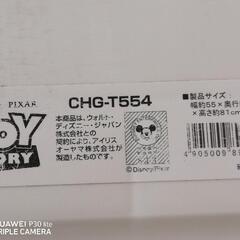 PIXAR
CHG-T554
本商品は、ウォルト・
ディズニー・ジャパン
株式会社との
契約により、アイリス
オーヤマ株式会社が
製造したものです。
©Disney/Pixar
■製品サイズ:
幅約55×奥行
×高さ約81cm
4 905009 8
HUAWEI P30 lite
TRIPLE CAMERA